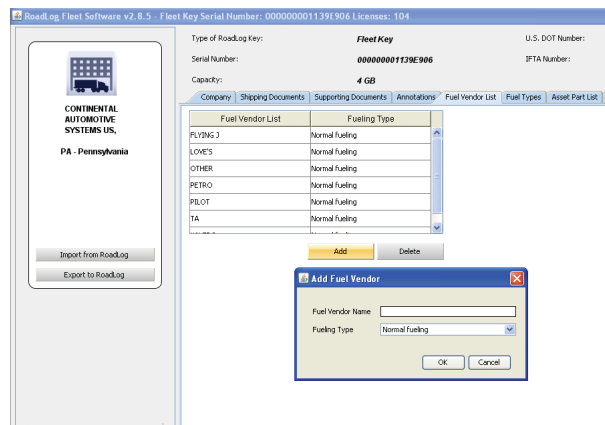 RoadLog Fleet Software v2.8.5 - Fleet Key Serial Number: 000000001139E906 Licenses: 104
CONTINENTAL
AUTOMOTIVE
SYSTEMS US,
PA - Pennsylvania
Import from RoadLog
Export to RoadLog
Type of RoadLog Key: Fleet Key U.S. DOT Number:
Serial Number: 000000001139E906 IFTA Number:
Capacity: 4 GB
Company Shipping Documents Supporting Documents Annotations Fuel Vendor List Fuel Types Asset Part List
Fuel Vendor List Fueling Type
FLYING J Normal fueling
LOVE'S Normal fueling
OTHER Normal fueling
PETRO Normal fueling
PILOT Normal fueling
TA Normal fueling
Add Delete
Add Fuel Vendor
Fuel Vendor Name
Fueling Type Normal fueling
OK Cancel